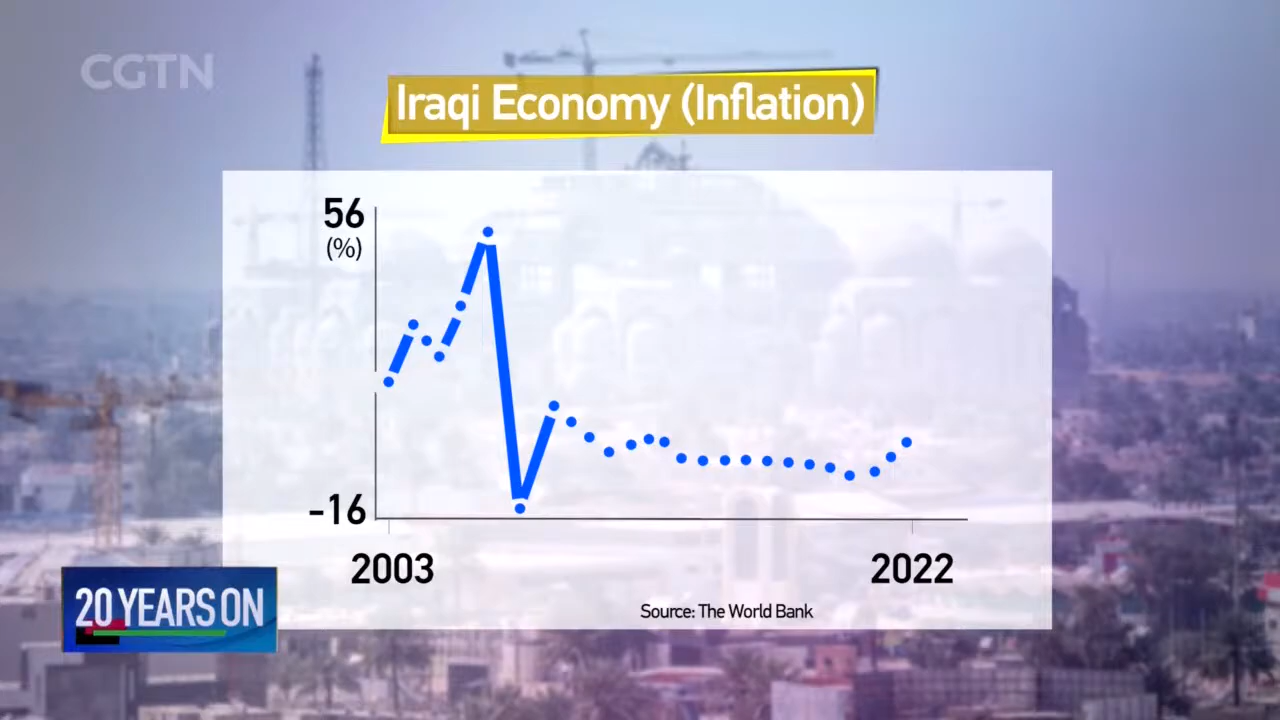 CGTN
Iraqi Economy (Inflation)
56
(%)
-16
2003
2022
Source: The World Bank
20 YEARS ON